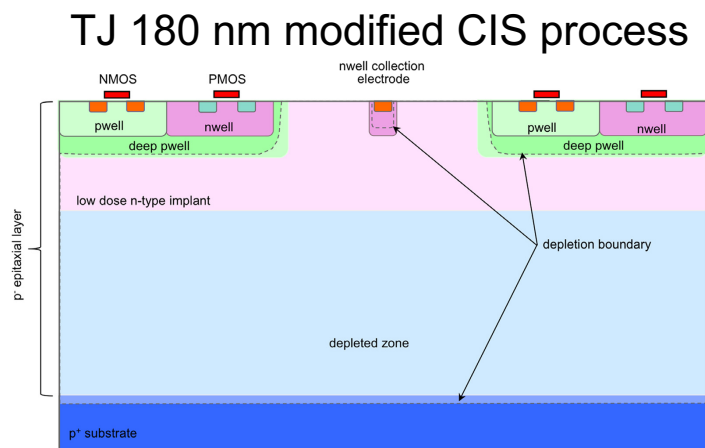 TJ 180 nm modified CIS process
NMOS
PMOS
nwell collection
electrode
pwell
nwell
deep pwell
pwell
nwell
deep pwell
low dose n-type implant
p⁻ epitaxial layer
depletion boundary
depleted zone
p⁺ substrate